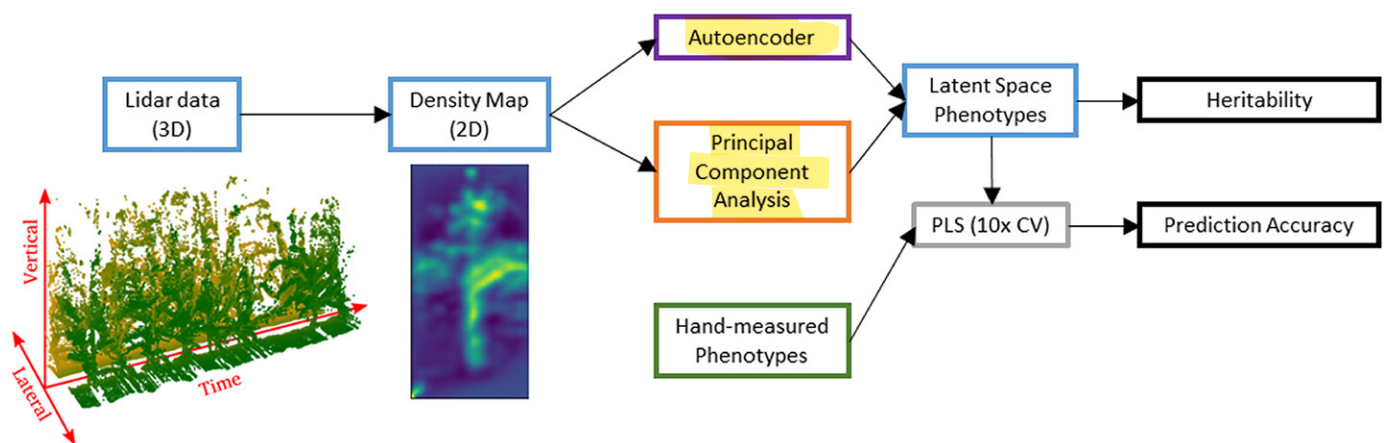 Autoencoder
Lidar data
(3D)
Density Map
(2D)
Latent Space
Phenotypes
Heritability
Principal
Component
Analysis
PLS (10x CV)
Prediction Accuracy
Hand-measured
Phenotypes
Vertical
Lateral
Time